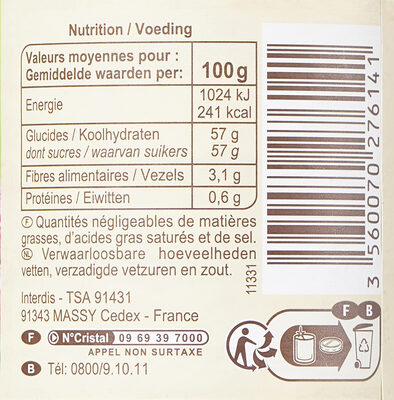 Nutrition / Voeding
Valeurs moyennes pour :
Gemiddelde waarden per: 100 g
Energie 1024 kJ
241 kcal
Glucides / Koolhydraten 57 g
dont sucres / waarvan suikers 57 g
Fibres alimentaires / Vezels 3,1 g
Protéines / Eiwitten 0,6 g
F Quantités négligeables de matières
grasses, d'acides gras saturés et de sel.
NL Verwaarloosbare hoeveelheden
vetten, verzadigde vetzuren en zout.
Interdis - TSA 91431
91343 MASSY Cedex - France
F N°Cristal 09 69 39 7000
APPEL NON SURTAXE
B Tél: 0800/9.10.11
11331
3 560070 276141
F B